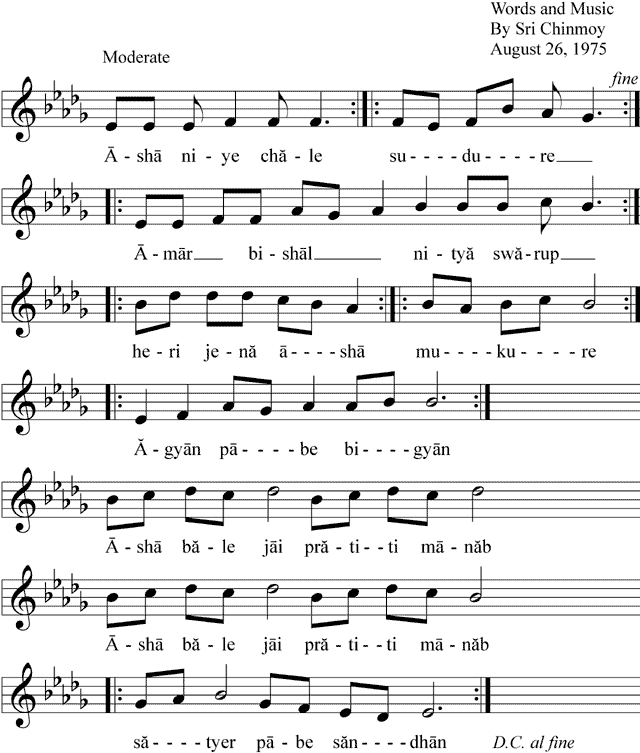 Words and Music
By Sri Chinmoy
August 26, 1975
Moderate
fine
Ā - shā ni - ye chă - le su - - - - du - - - - re
Ā - mār bi - shāl ni - tyă swă - rup
he - ri je - nă ā - - - - shā mu - - - - ku - - - - re
Ă - gyān pā - - - - be bi - - - - gyān
Ā - shā bă - le jāi pră - ti - - ti mā - năb
Ā - shā bă - le jāi pră - ti - - ti mā - năb
să - - - - tyer pā - be săn - - - - dhān D.C. al fine